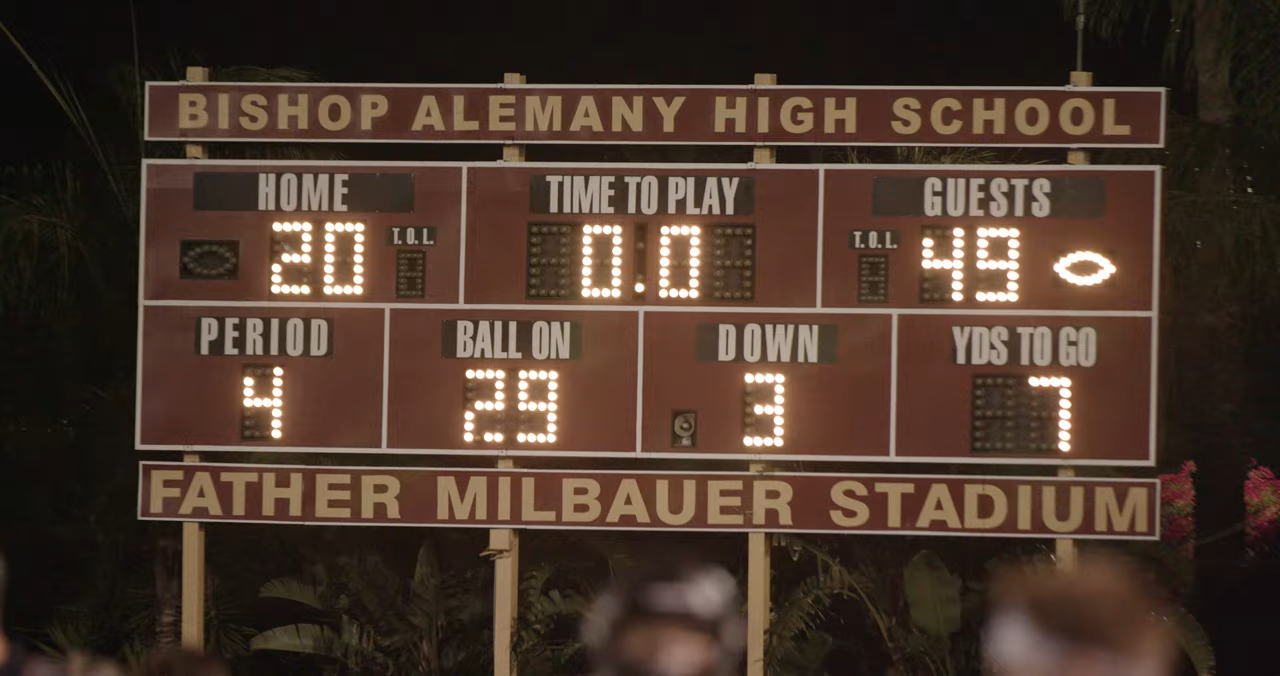 BISHOP ALEMANY HIGH SCHOOL
HOME TIME TO PLAY GUESTS
20 T.O.L. 0.0 T.O.L. 49
PERIOD BALL ON DOWN YDS TO GO
4 29 3 7
FATHER MILBAUER STADIUM